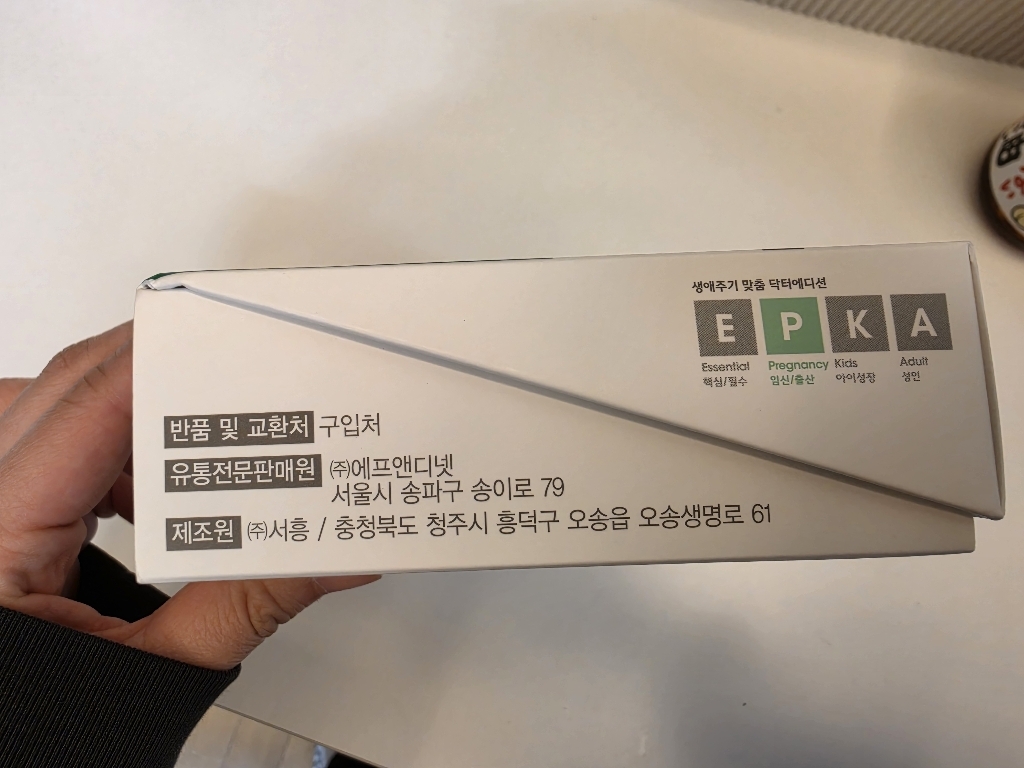 생애주기 맞춤 닥터에디션
E P K A
Essential Pregnancy Kids Adult
핵심/필수 임신/출산 아이성장 성인
반품 및 교환처 구입처
유통전문판매원 ㈜에프앤디넷
서울시 송파구 송이로 79
제조원 ㈜서흥 / 충청북도 청주시 흥덕구 오송읍 오송생명로 61